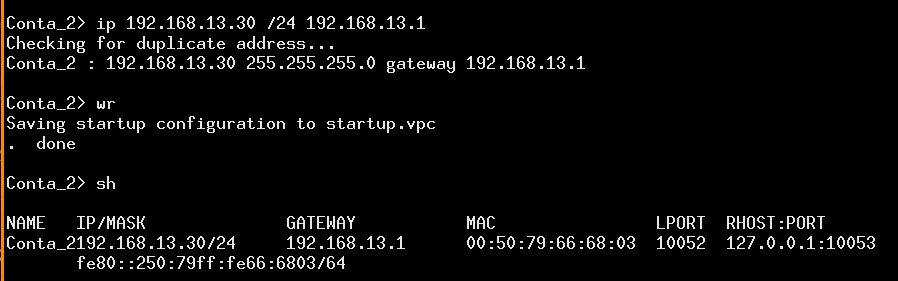 Conta_2> ip 192.168.13.30 /24 192.168.13.1
Checking for duplicate address...
Conta_2 : 192.168.13.30 255.255.255.0 gateway 192.168.13.1
Conta_2> wr
Saving startup configuration to startup.vpc
.  done
Conta_2> sh
NAME   IP/MASK              GATEWAY           MAC                LPORT  RHOST:PORT
Conta_2192.168.13.30/24     192.168.13.1      00:50:79:66:68:03  10052  127.0.0.1:10053
       fe80::250:79ff:fe66:6803/64